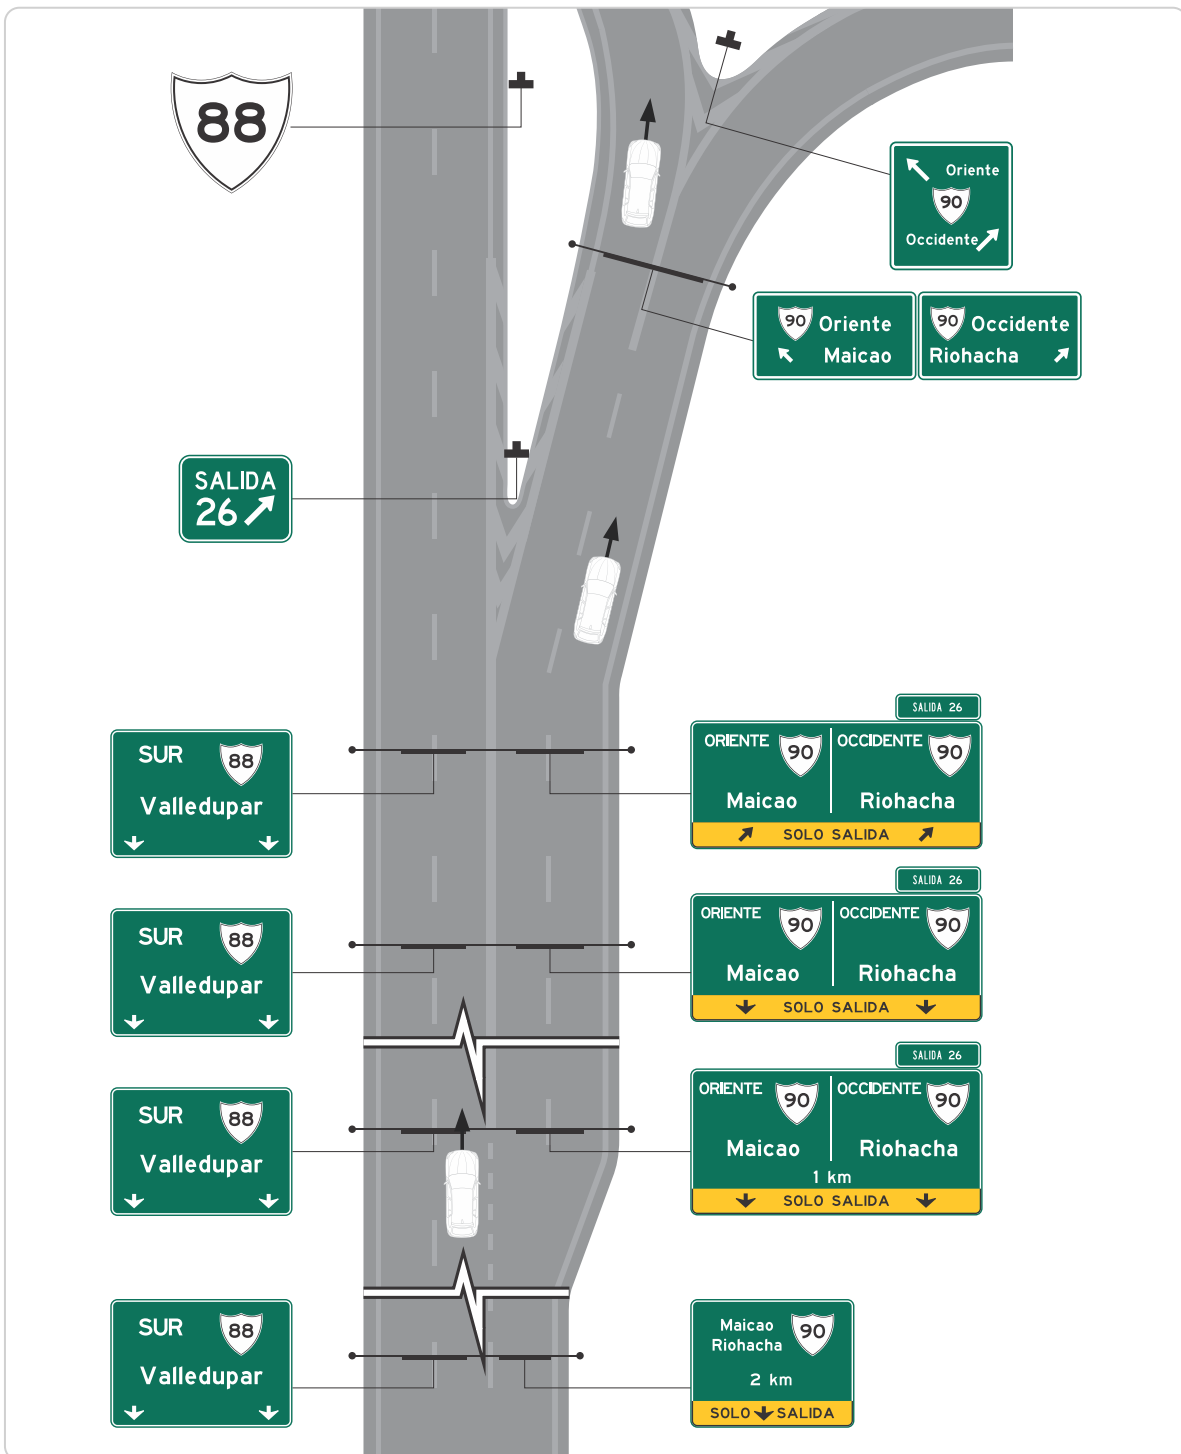 88
Oriente
90
Occidente
90 Oriente
Maicao
90 Occidente
Riohacha
SALIDA
26
SALIDA 26
SUR 88
Valledupar
ORIENTE 90
Maicao
OCCIDENTE 90
Riohacha
SOLO SALIDA
SALIDA 26
SUR 88
Valledupar
ORIENTE 90
Maicao
OCCIDENTE 90
Riohacha
SOLO SALIDA
SALIDA 26
SUR 88
Valledupar
ORIENTE 90
Maicao
OCCIDENTE 90
Riohacha
1 km
SOLO SALIDA
SUR 88
Valledupar
Maicao
Riohacha
90
2 km
SOLO SALIDA